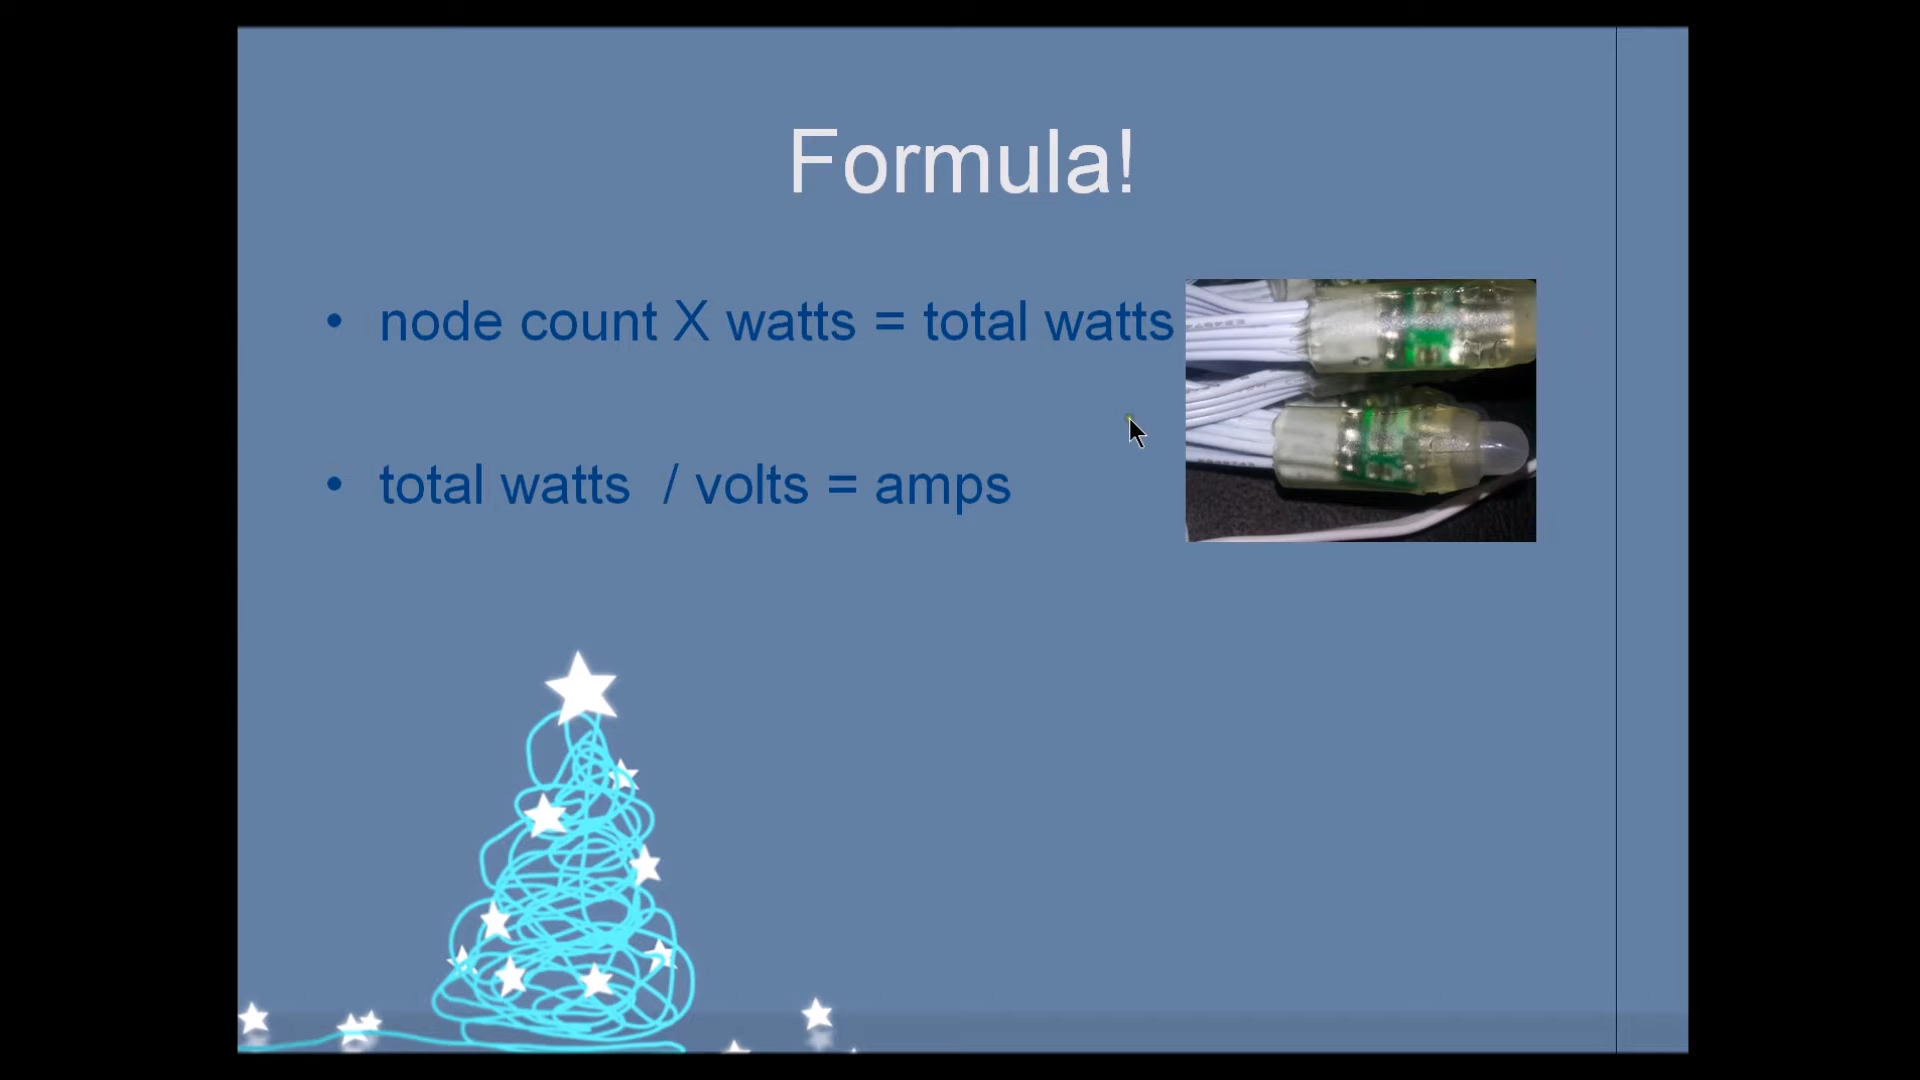 Formula!
• node count X watts = total watts
• total watts / volts = amps